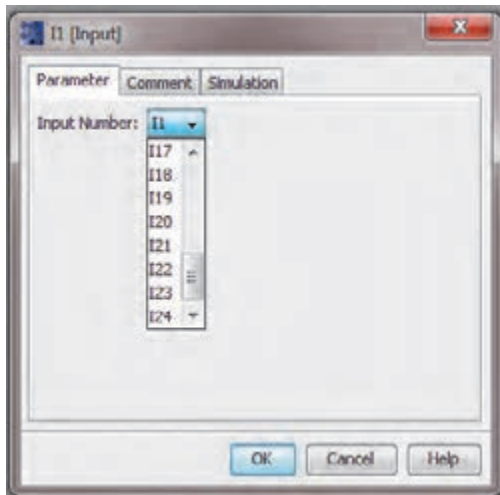 I1 [Input]
Parameter Comment Simulation
Input Number: I1
I17
I18
I19
I20
I21
I22
I23
I24
OK Cancel Help